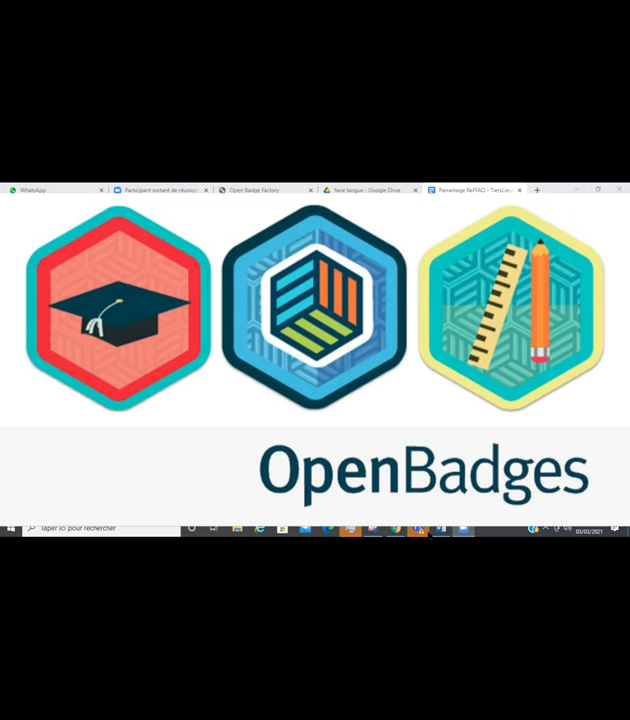 WhatsApp
Participant sortant de réunion
Open Badge Factory
faire langue - Google Drive
Parrainage ReFFAO - TiersLieu
OpenBadges
Taper ici pour rechercher
03/03/2021